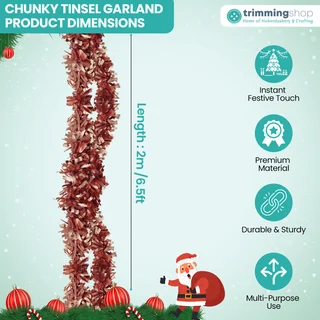 CHUNKY TINSEL GARLAND
PRODUCT DIMENSIONS
trimmingshop
Home of Haberdashery & Crafting
Length : 2m /6.5ft
Instant
Festive Touch
Premium
Material
Durable & Sturdy
Multi-Purpose
Use